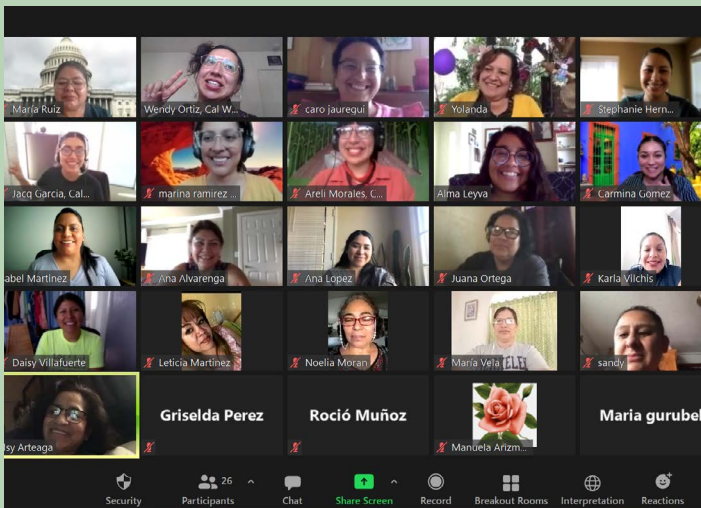 María Ruiz
Wendy Ortiz, Cal W...
caro jauregui
Yolanda
Stephanie Hern...
Jacq Garcia, Cal...
marina ramirez ...
Areli Morales, C...
Alma Leyva
Carmina Gomez
abel Martinez
Ana Alvarenga
Ana Lopez
Juana Ortega
Karla Vilchis
Daisy Villafuerte
Leticia Martinez
Noelia Moran
María Vela
sandy
lsy Arteaga
Griselda Perez
Roció Muñoz
Manuela Arizm...
Maria gurubel
Security
Participants
26
Chat
Share Screen
Record
Breakout Rooms
Interpretation
Reactions